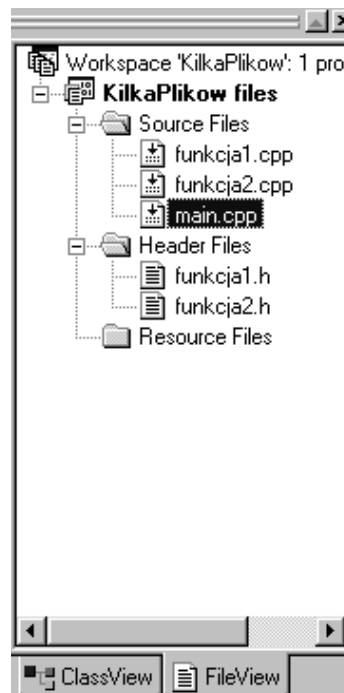 Workspace 'KilkaPlikow': 1 pro
KilkaPlikow files
Source Files
funkcja1.cpp
funkcja2.cpp
main.cpp
Header Files
funkcja1.h
funkcja2.h
Resource Files
ClassView FileView